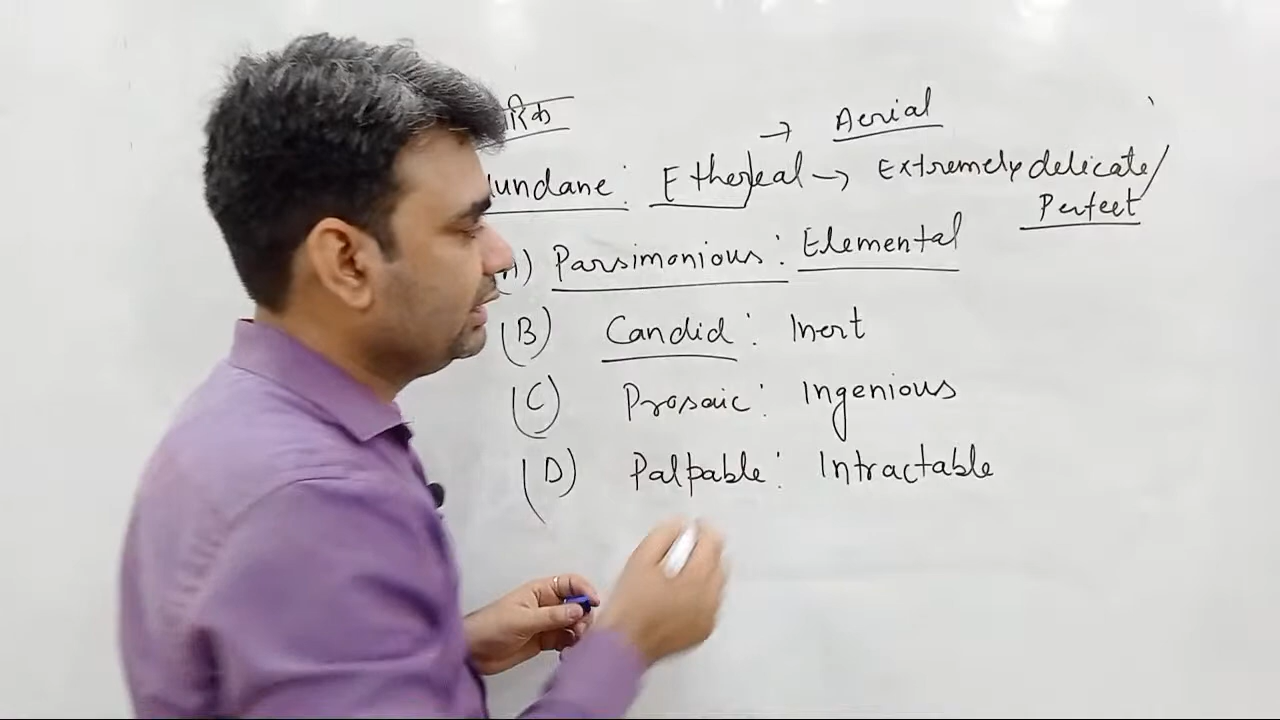 → Aerial
undane : Ethereal → Extremely delicate/
Perfect
A) Parsimonious : Elemental
(B) Candid : Inert
(C) Prosaic : Ingenious
(D) Palpable : Intractable